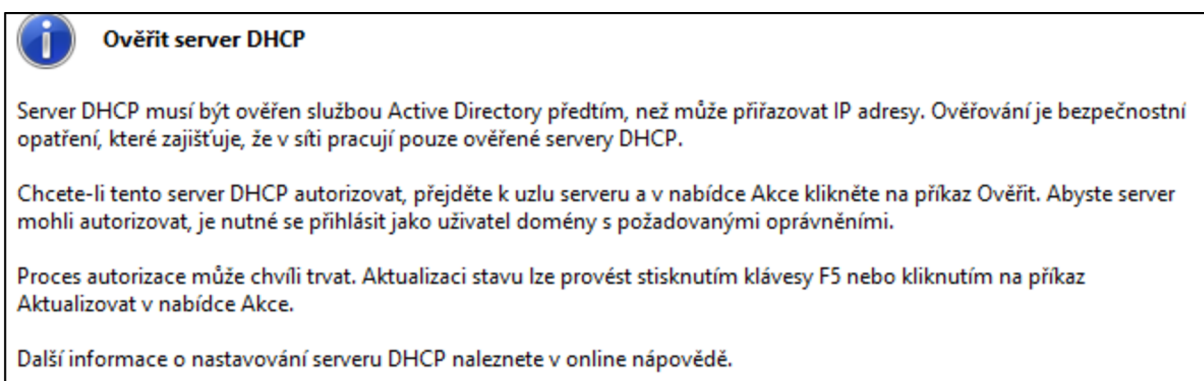 Ověřit server DHCP
Server DHCP musí být ověřen službou Active Directory předtím, než může přiřazovat IP adresy. Ověřování je bezpečnostní
opatření, které zajišťuje, že v síti pracují pouze ověřené servery DHCP.
Chcete-li tento server DHCP autorizovat, přejděte k uzlu serveru a v nabídce Akce klikněte na příkaz Ověřit. Abyste server
mohli autorizovat, je nutné se přihlásit jako uživatel domény s požadovanými oprávněními.
Proces autorizace může chvíli trvat. Aktualizaci stavu lze provést stisknutím klávesy F5 nebo kliknutím na příkaz
Aktualizovat v nabídce Akce.
Další informace o nastavování serveru DHCP naleznete v online nápovědě.